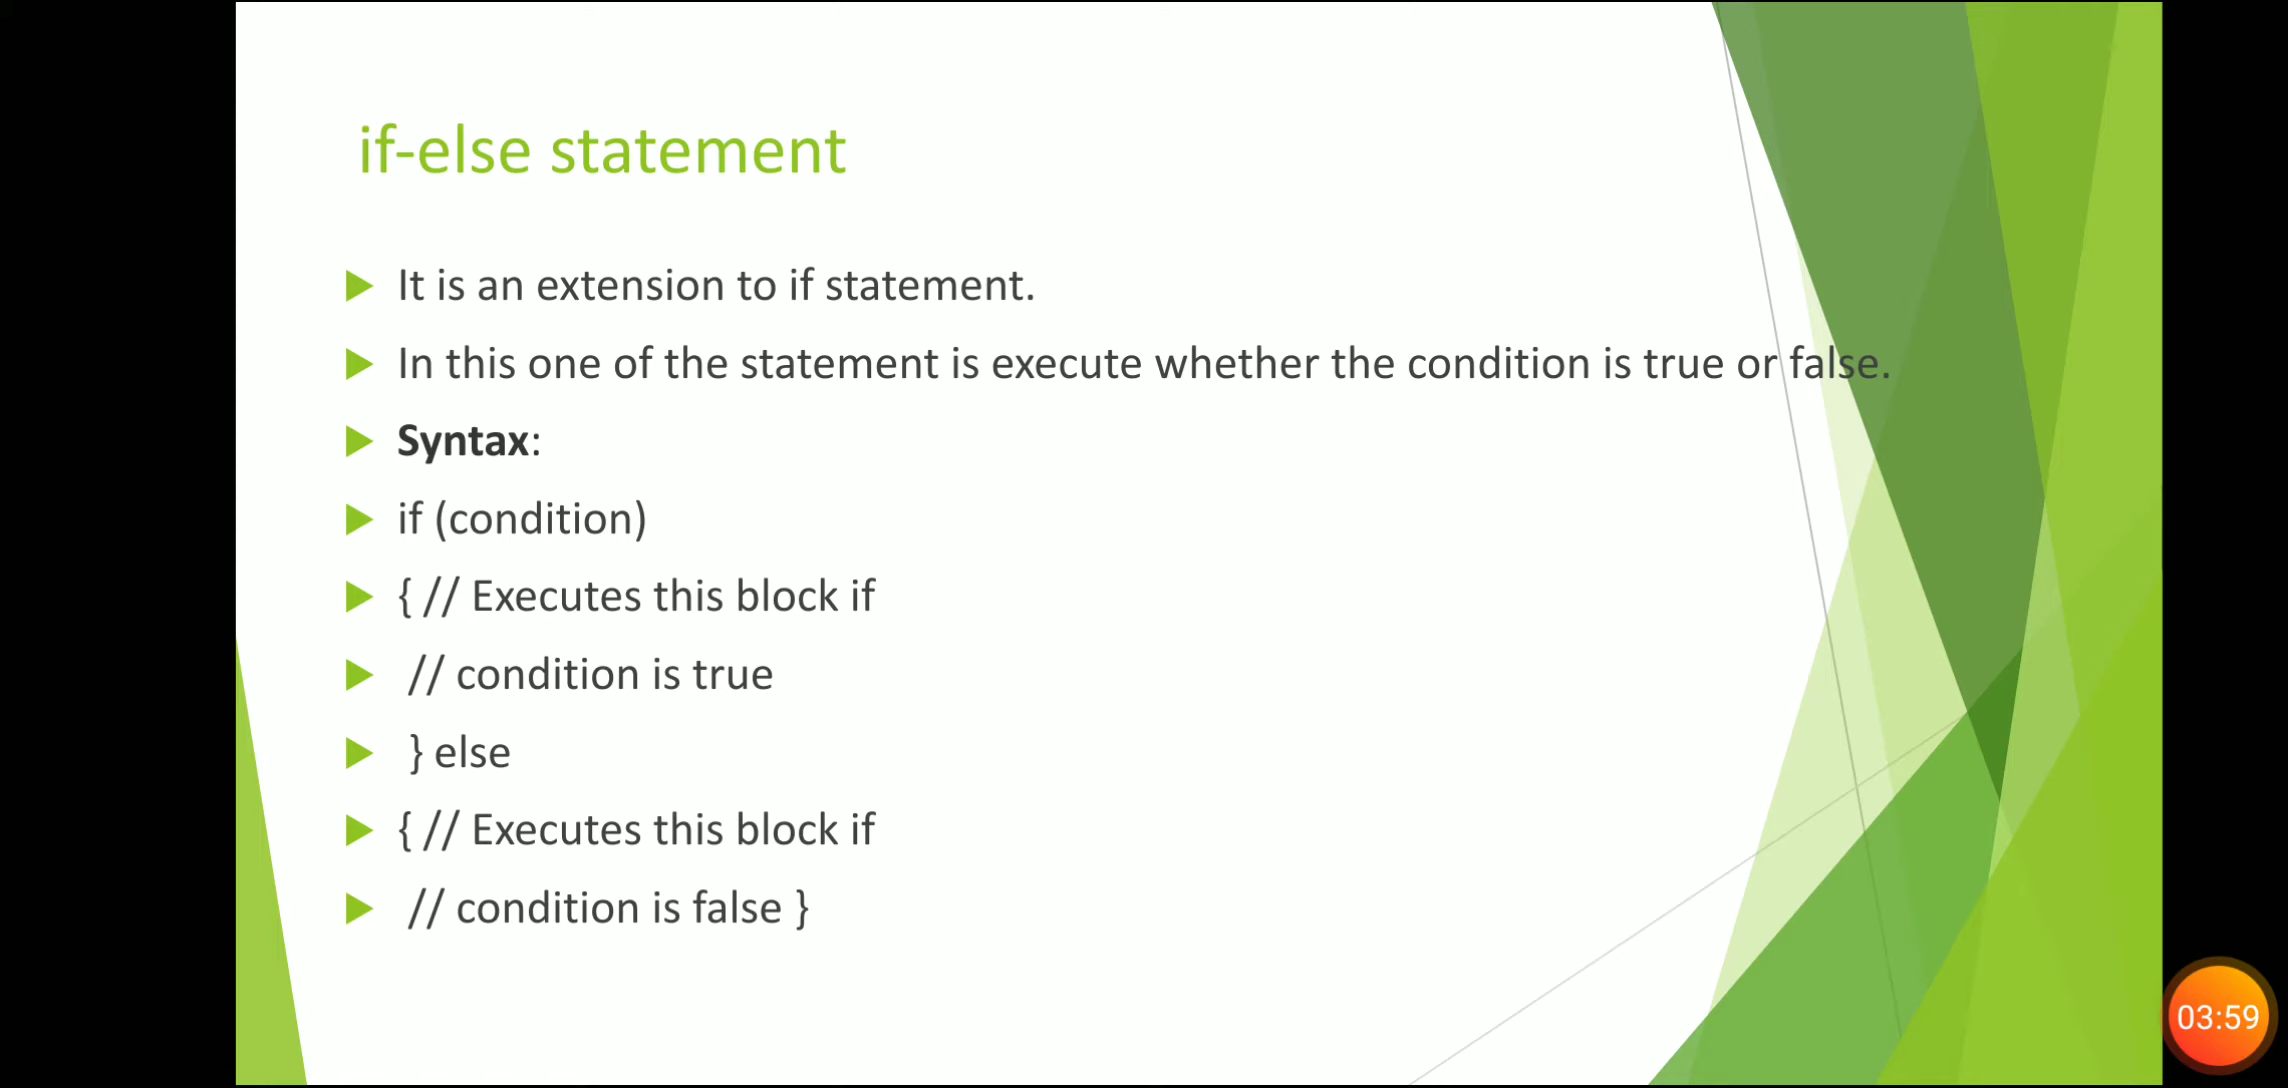 if-else statement
It is an extension to if statement.
In this one of the statement is execute whether the condition is true or false.
Syntax:
if (condition)
{ // Executes this block if
// condition is true
} else
{ // Executes this block if
// condition is false }
03:59